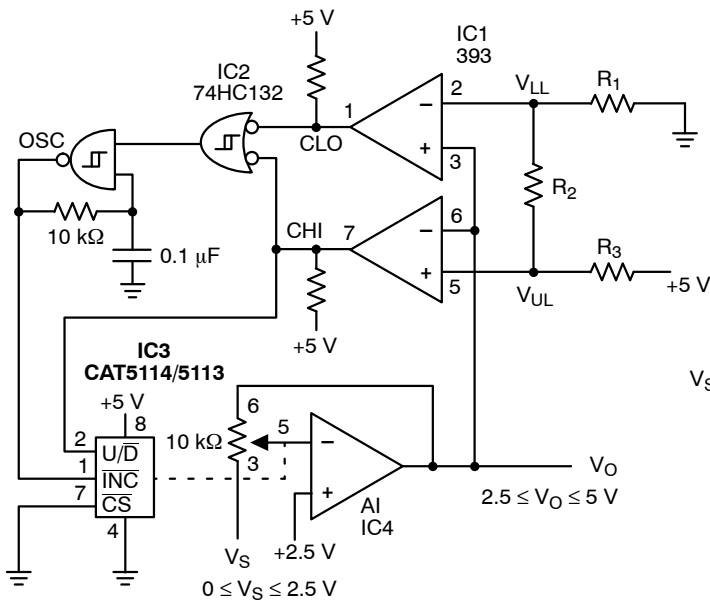 +5 V
IC1
393
IC2
74HC132
2
V_LL
R1
−
1
+
3
CLO
OSC
R2
10 kΩ
0.1 μF
CHI
7
−
6
+
5
V_UL
R3
+5 V
+5 V
IC3
CAT5114/5113
+5 V
8
2
U/D̅
1
I̅N̅C̅
7
C̅S̅
4
6
10 kΩ
5
3
−
+
AI
IC4
V_S
+2.5 V
0 ≤ V_S ≤ 2.5 V
V_O
2.5 ≤ V_O ≤ 5 V
V_S